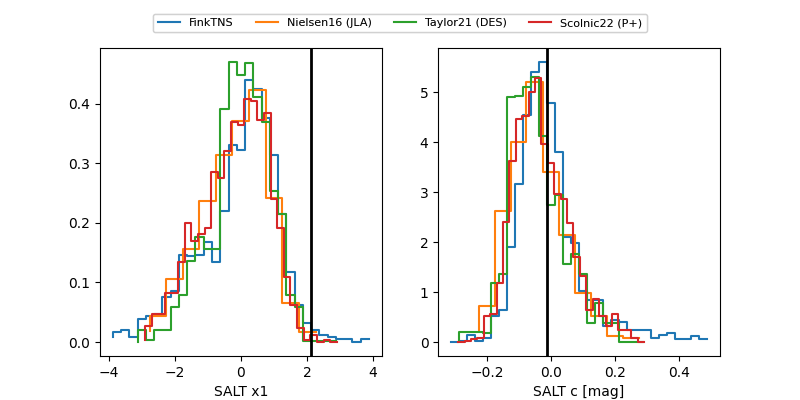 FinkTNS Nielsen16 (JLA) Taylor21 (DES) Scolnic22 (P+)
0.4
0.3
0.2
0.1
0.0
−4 −2 0 2 4
SALT x1
5
4
3
2
1
0
−0.2 0.0 0.2 0.4
SALT c [mag]